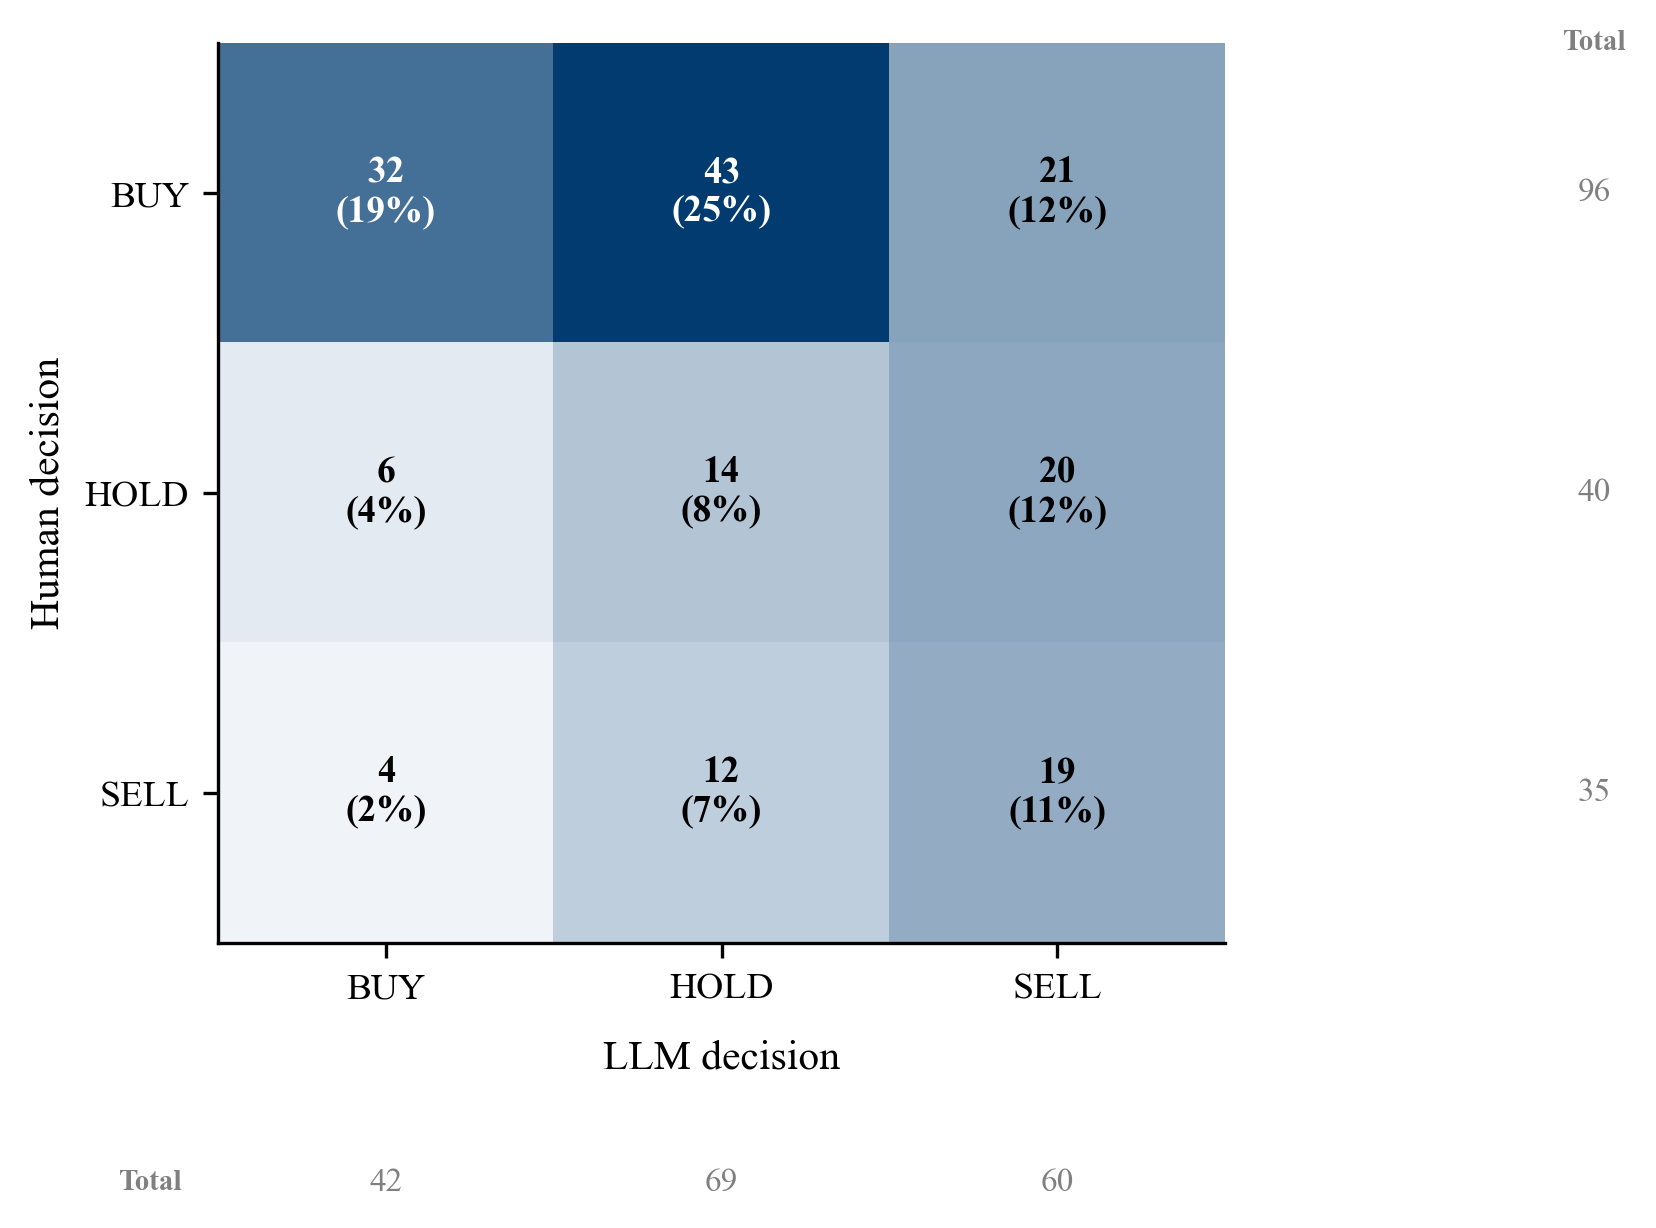 Total
BUY
32
(19%)
43
(25%)
21
(12%)
96
Human decision
HOLD
6
(4%)
14
(8%)
20
(12%)
40
SELL
4
(2%)
12
(7%)
19
(11%)
35
BUY HOLD SELL
LLM decision
Total 42 69 60